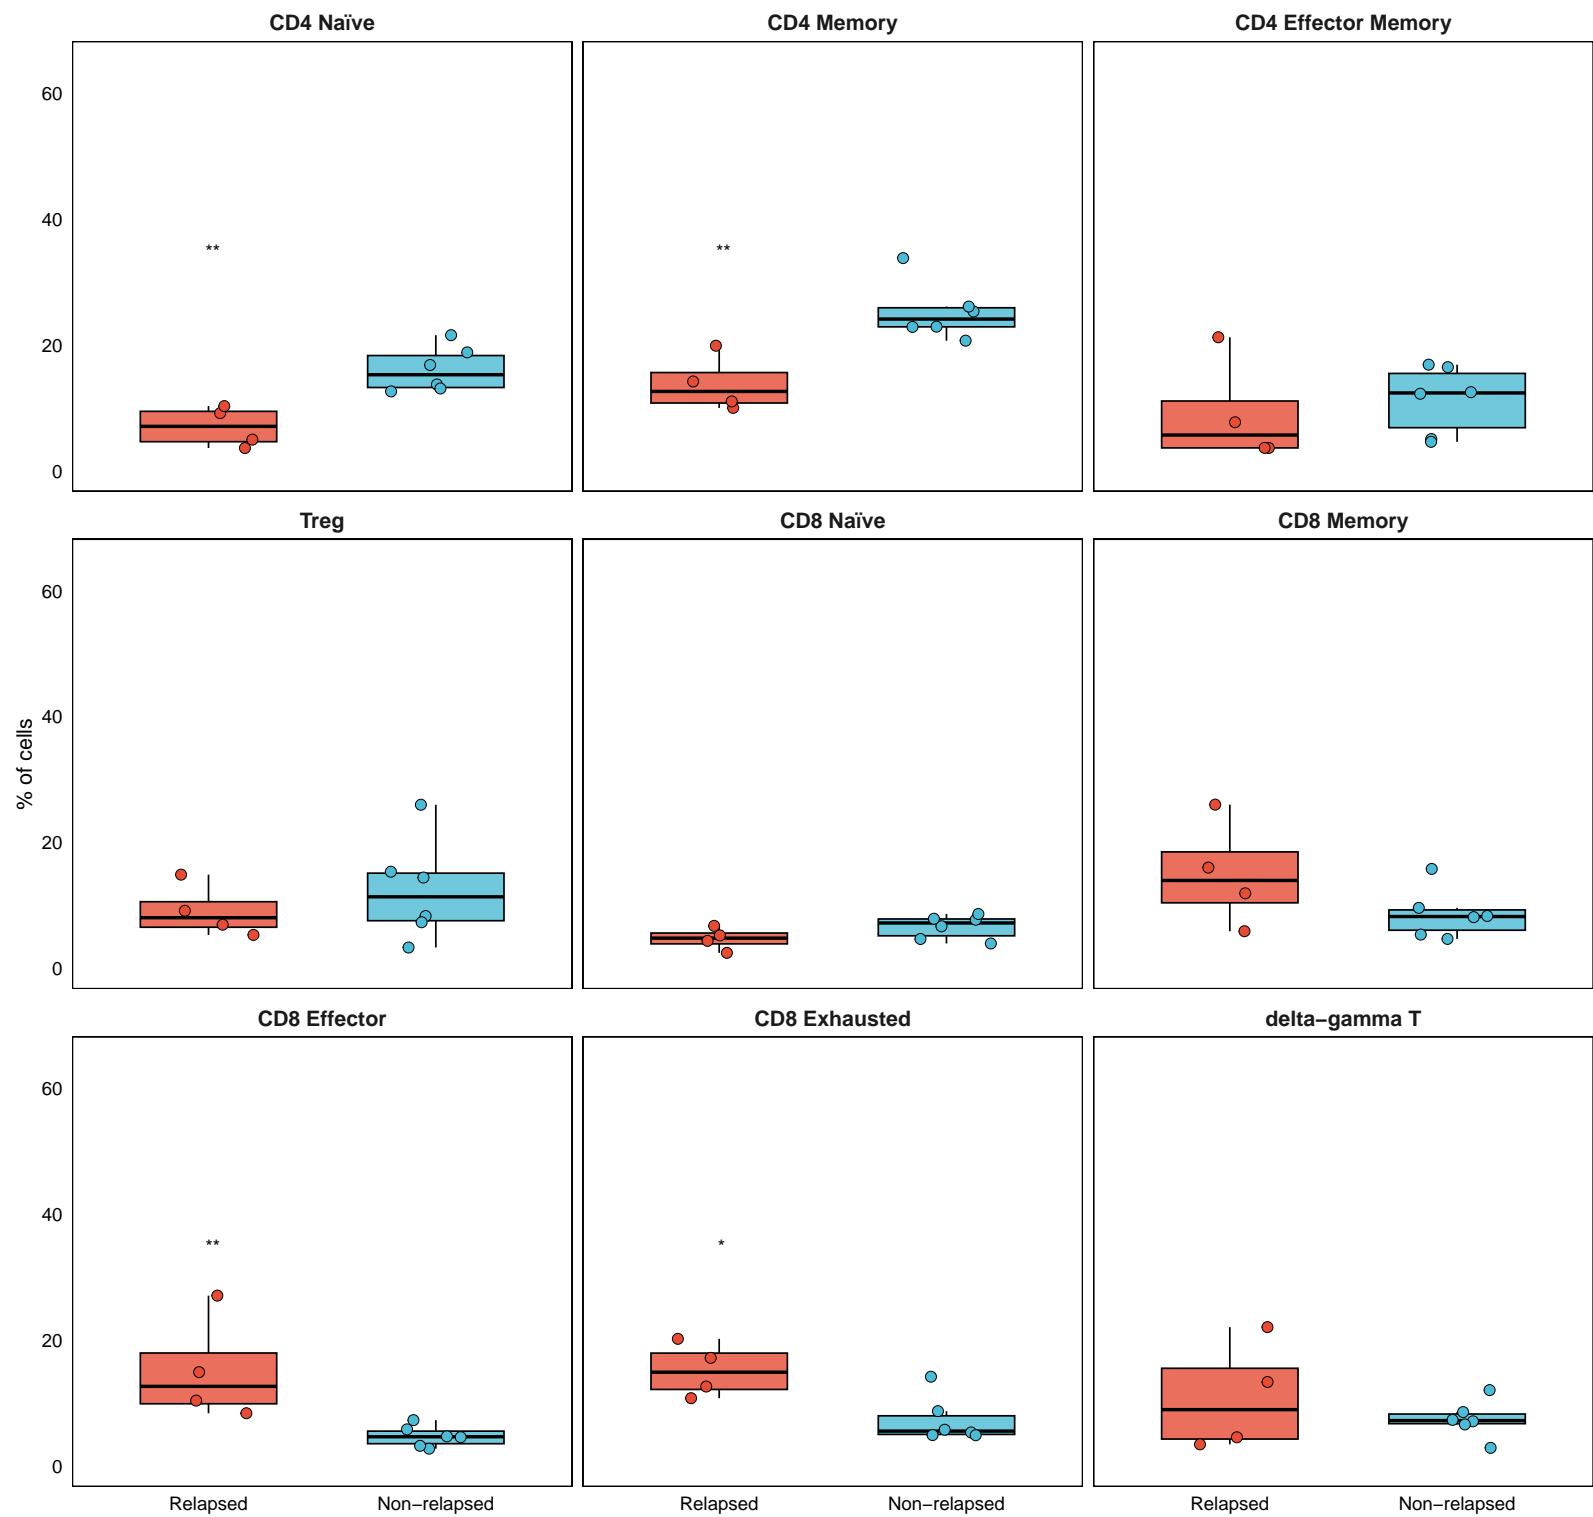 CD4 Naïve CD4 Memory CD4 Effector Memory
60
40
** **
20
0
Treg CD8 Naïve CD8 Memory
60
40
% of cells
20
0
CD8 Effector CD8 Exhausted delta−gamma T
60
40
** *
20
0
Relapsed Non−relapsed Relapsed Non−relapsed Relapsed Non−relapsed